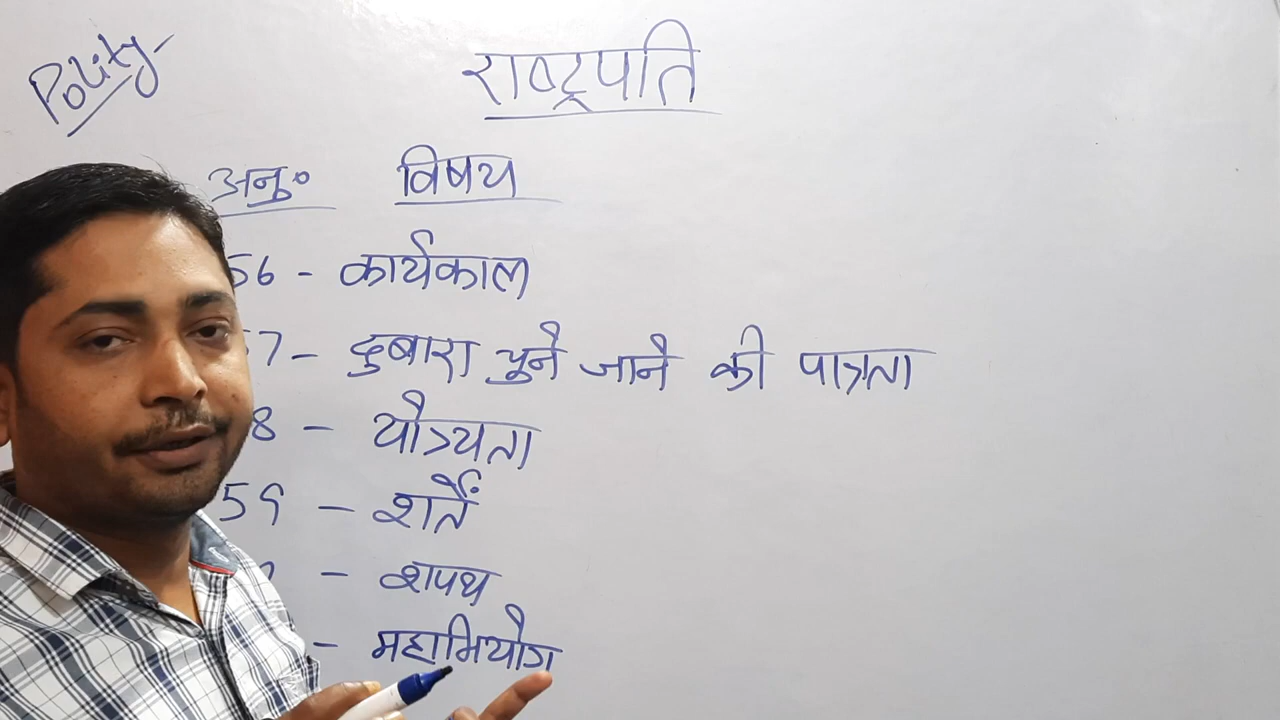 Polity-
राष्ट्रपति
अनु० विषय
56 - कार्यकाल
7 - दुबारा चुने जाने की पात्रता
8 - योग्यता
59 - शर्तें
- शपथ
- महाभियोग